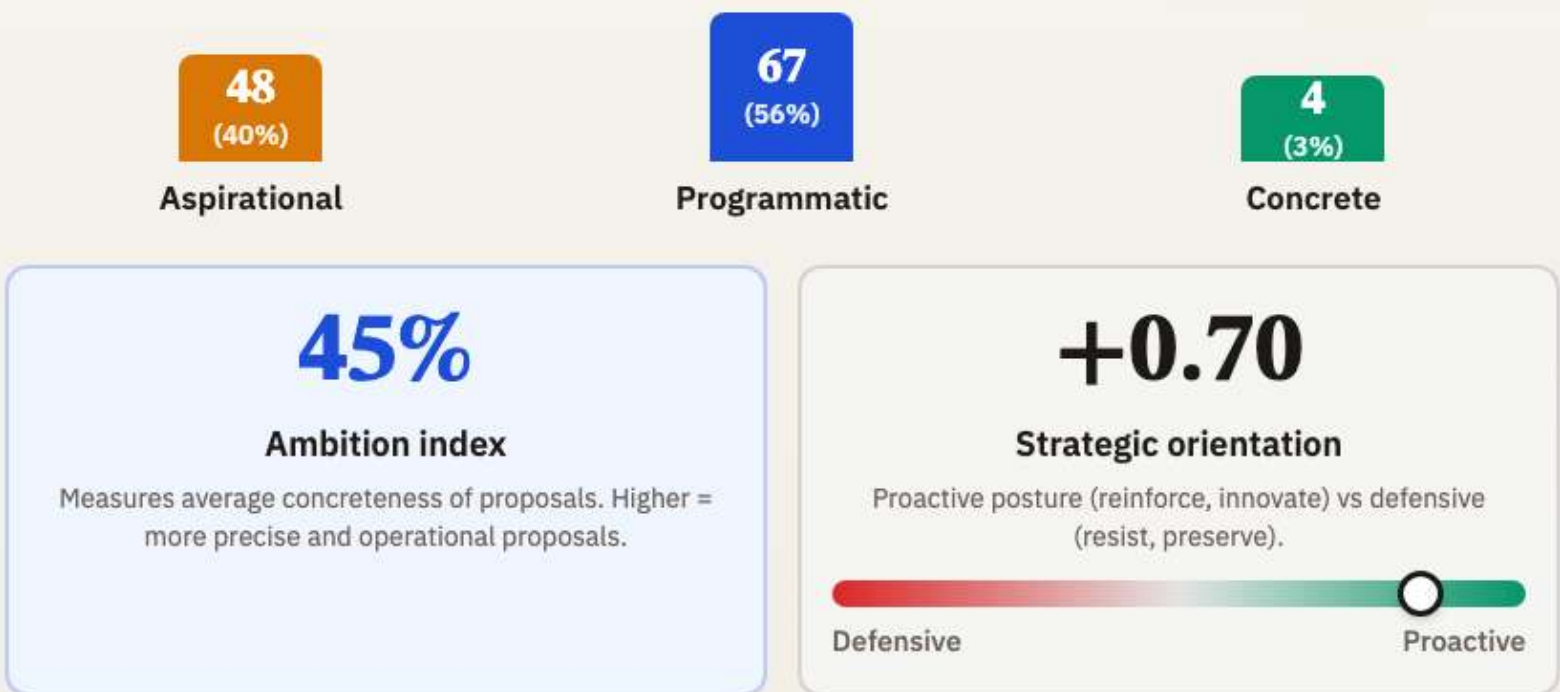 48
(40%)
Aspirational
67
(56%)
Programmatic
4
(3%)
Concrete
45%
Ambition index
Measures average concreteness of proposals. Higher =
more precise and operational proposals.
+0.70
Strategic orientation
Proactive posture (reinforce, innovate) vs defensive
(resist, preserve).
Defensive
Proactive